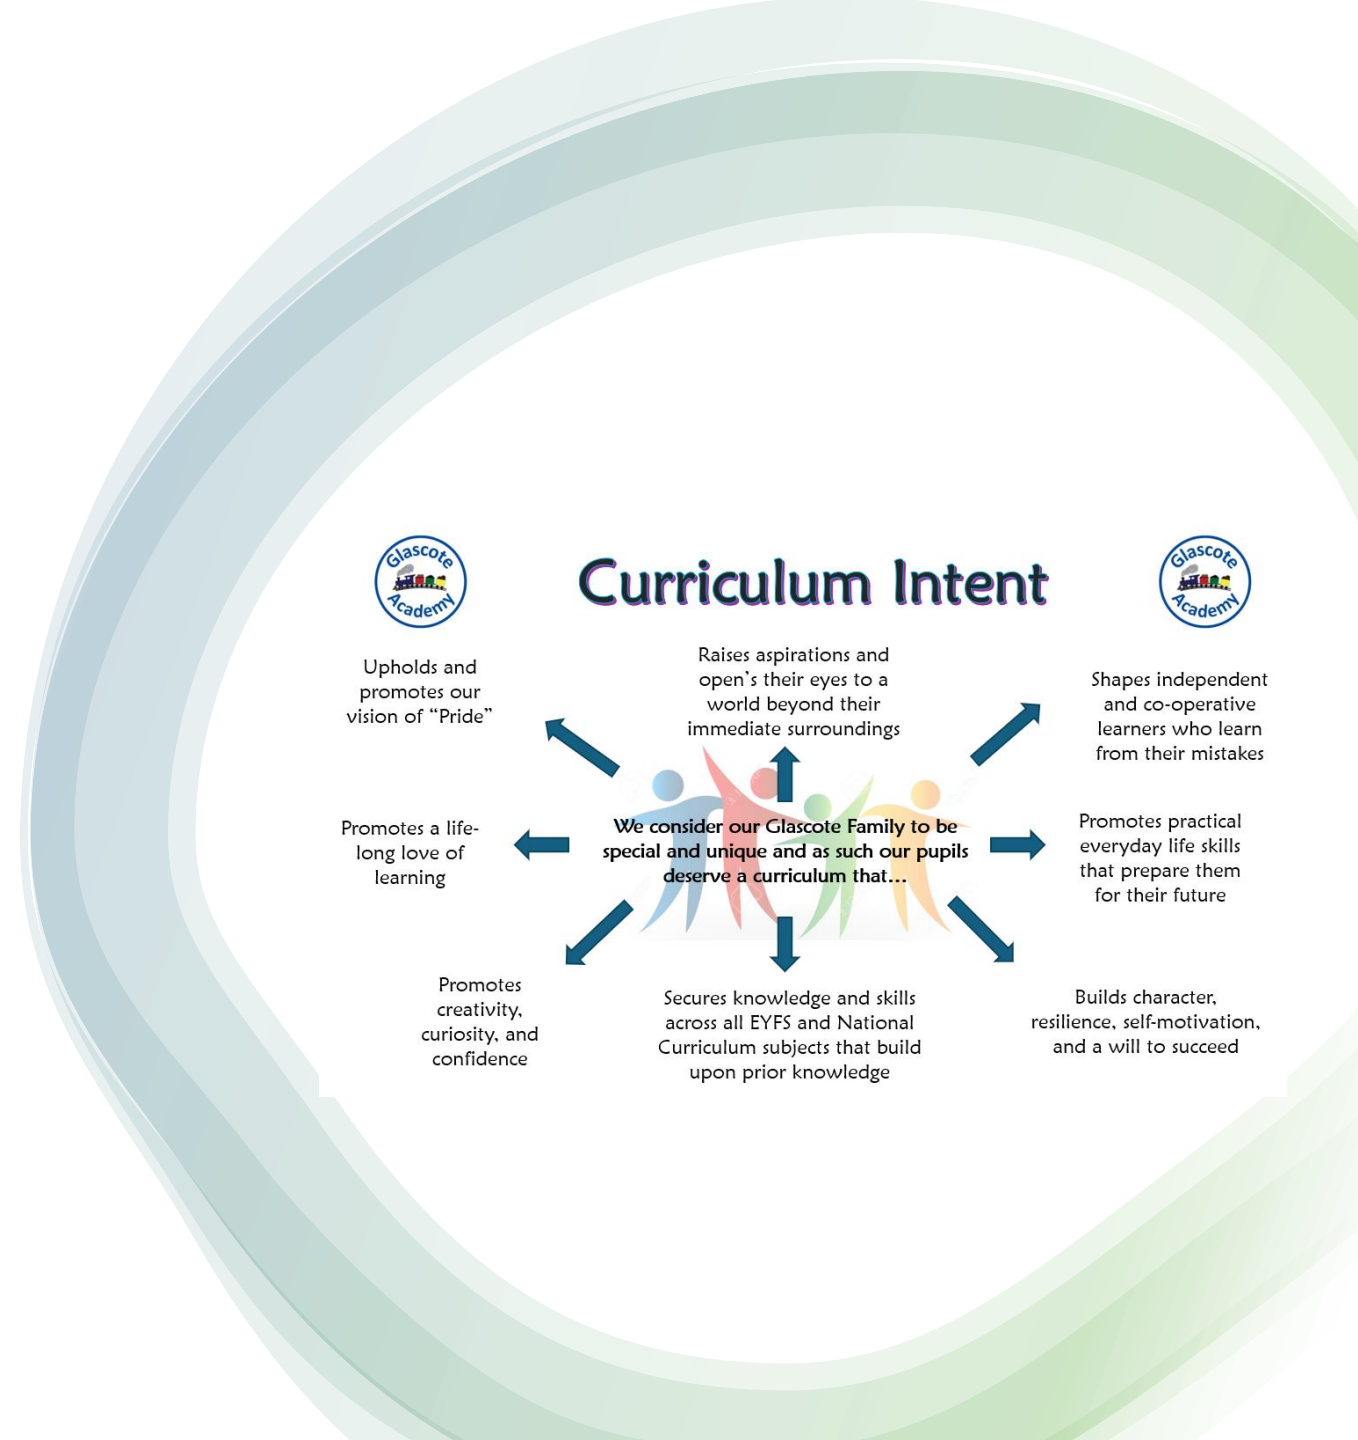 Glascote
Academy
Curriculum Intent
Glascote
Academy
Upholds and
promotes our
vision of “Pride”
Raises aspirations and
open’s their eyes to a
world beyond their
immediate surroundings
Shapes independent
and co-operative
learners who learn
from their mistakes
Promotes a life-
long love of
learning
We consider our Glascote Family to be
special and unique and as such our pupils
deserve a curriculum that…
Promotes practical
everyday life skills
that prepare them
for their future
Promotes
creativity,
curiosity, and
confidence
Secures knowledge and skills
across all EYFS and National
Curriculum subjects that build
upon prior knowledge
Builds character,
resilience, self-motivation,
and a will to succeed